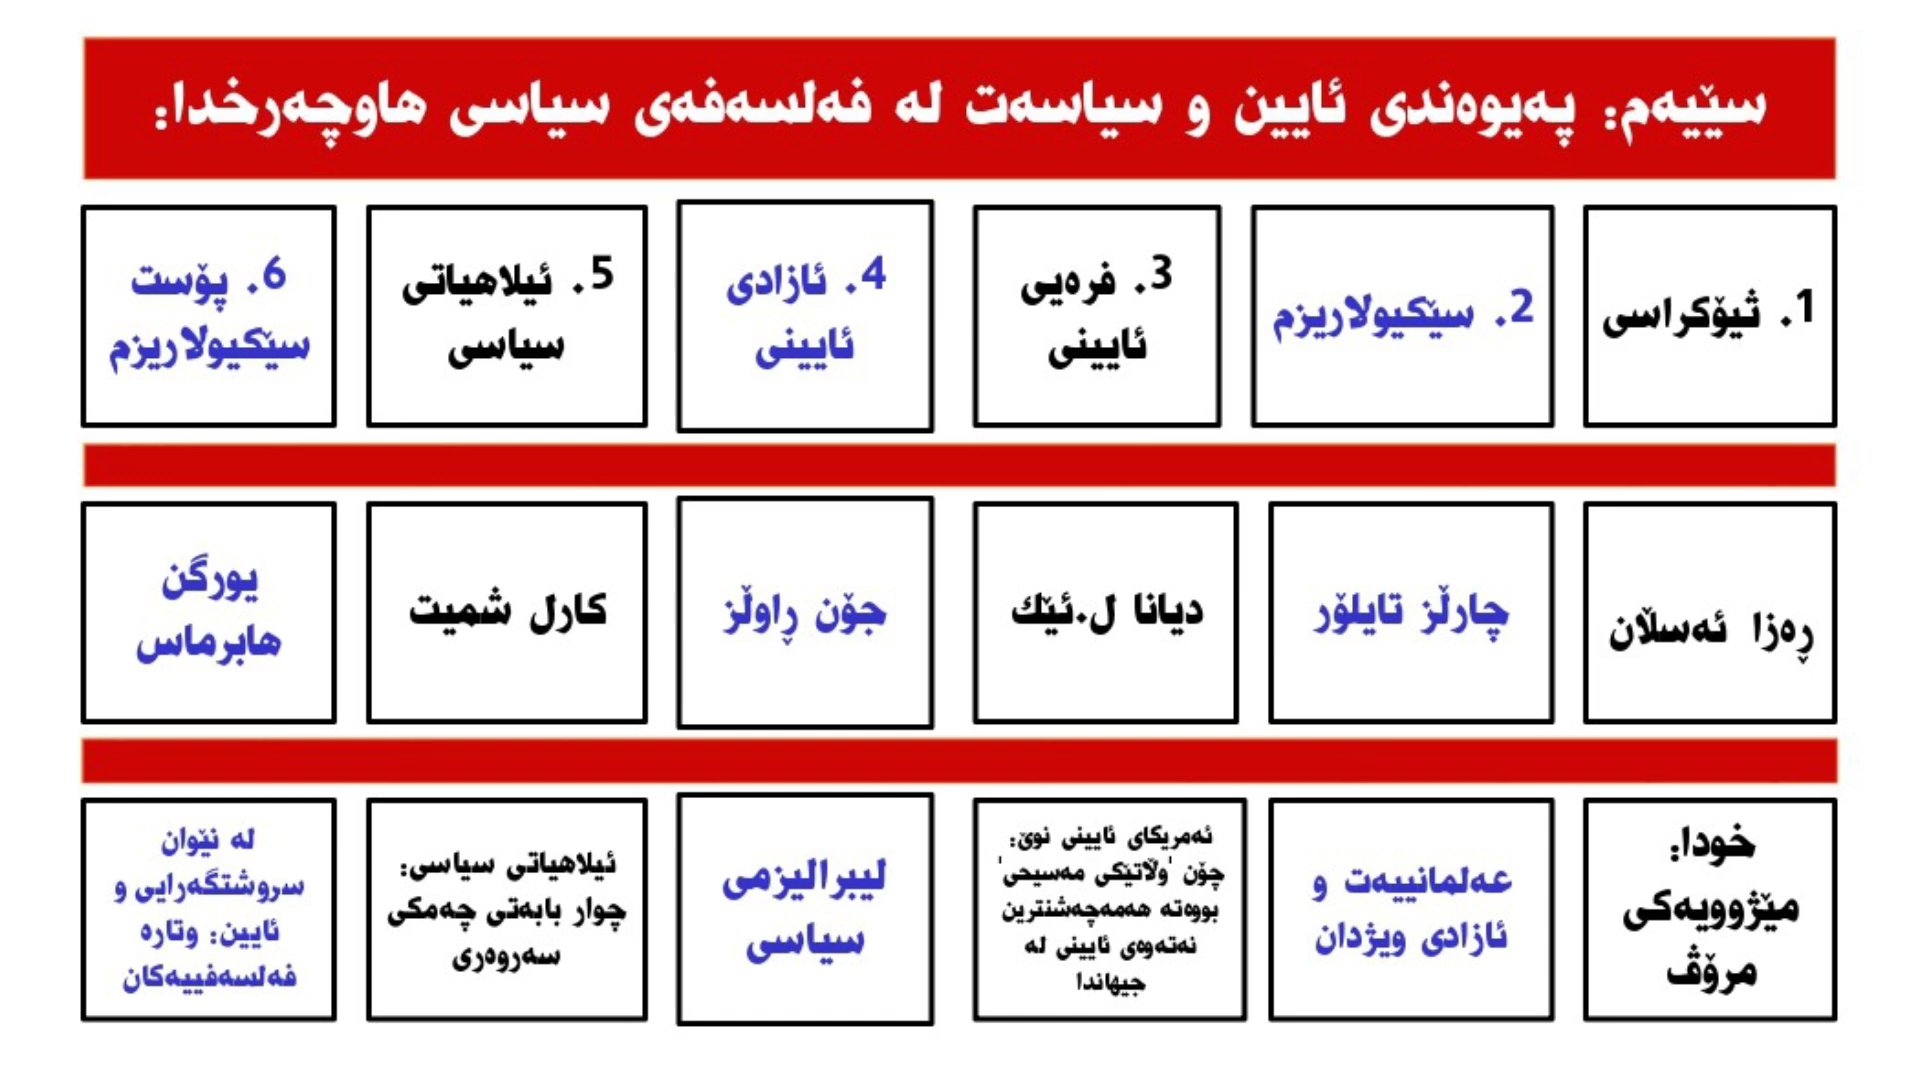 سێیەم: پەیوەندی ئایین و سیاسەت لە فەلسەفەی سیاسی هاوچەرخدا:
1. ثیۆکراسی
2. سێکیولاریزم
3. فرەیی
ئایینی
4. ئازادی
ئایینی
5. ئیلاهیاتی
سیاسی
6. پۆست
سێکیولاریزم
ڕەزا ئەسڵان
چارڵز تایلۆر
دیانا ل.ئێك
جۆن ڕاوڵز
کارل شمیت
یورگن
هابرماس
خودا:
مێژوویەکی
مرۆڤ
عەلمانییەت و
ئازادی ویژدان
ئەمریکای ئایینی نوێ:
چۆن 'وڵاتێکی مەسیحی'
بووەتە هەمەچەشنترین
نەتەوەی ئایینی لە
جیهاندا
لیبرالیزمی
سیاسی
ئیلاهیاتی سیاسی:
چوار بابەتی چەمکی
سەروەری
لە نێوان
سروشتگەرایی و
ئایین: وتارە
فەلسەفییەکان